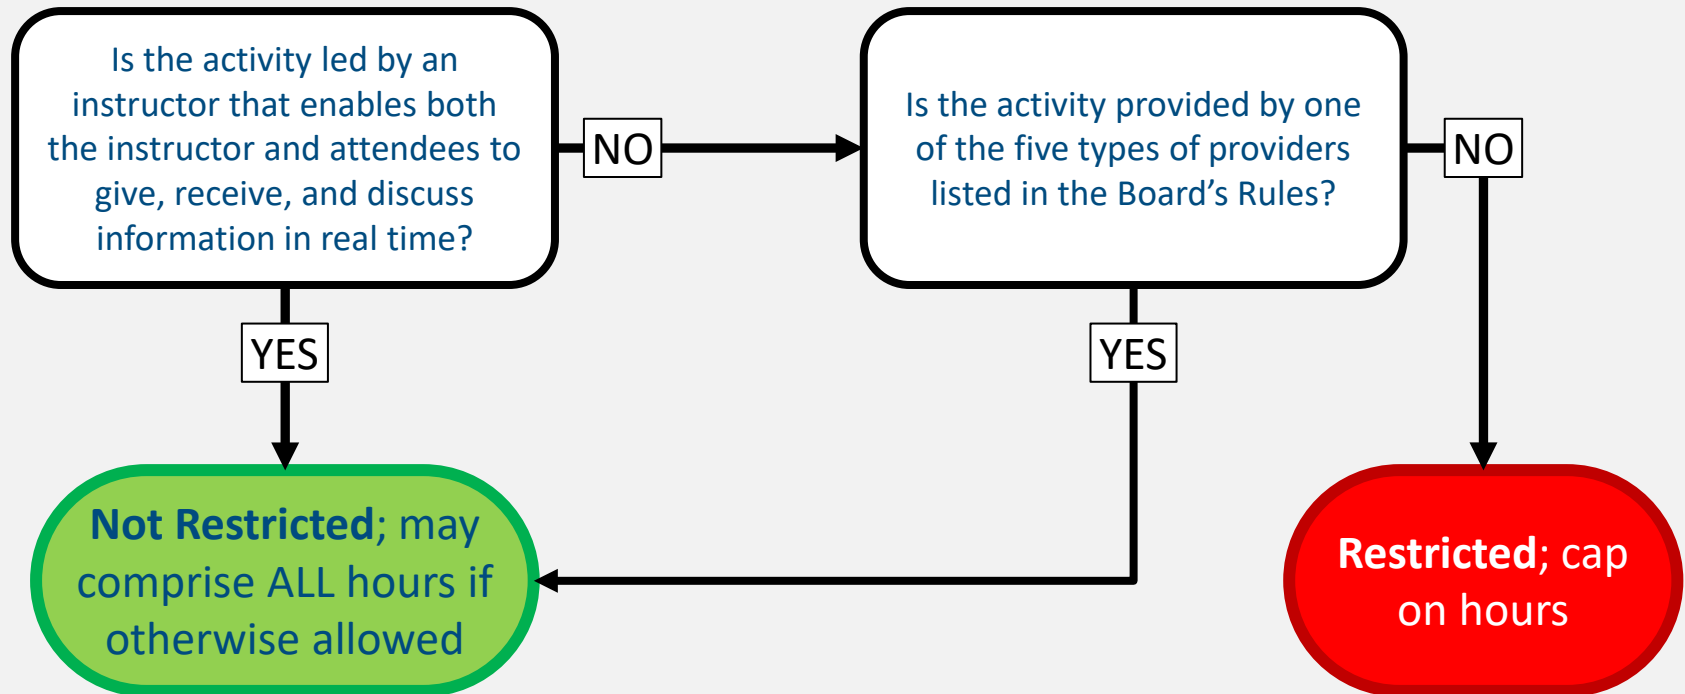 Is the activity led by an
instructor that enables both
the instructor and attendees to
give, receive, and discuss
information in real time?
NO
Is the activity provided by one
of the five types of providers
listed in the Board’s Rules?
NO
YES
YES
Not Restricted; may
comprise ALL hours if
otherwise allowed
Restricted; cap
on hours